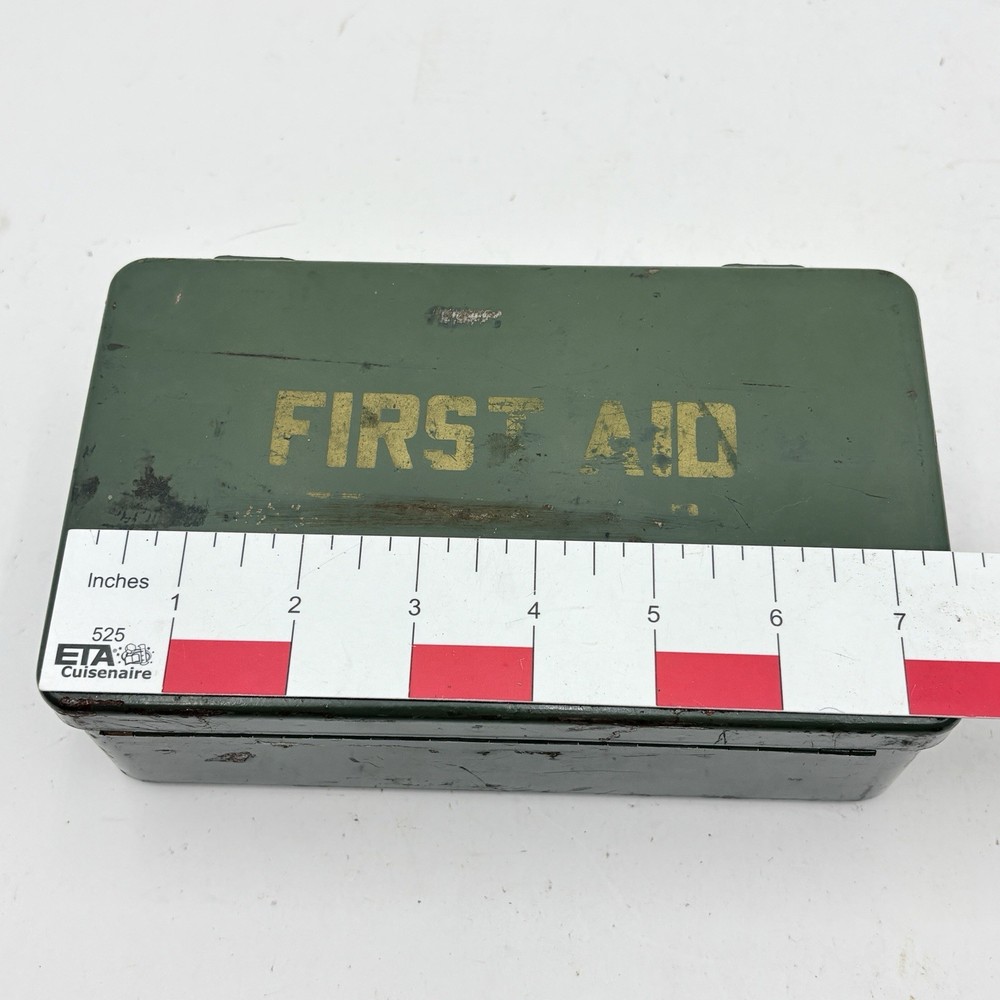 FIRST AID
Inches
1 2 3 4 5 6 7
525
ETA
Cuisenaire